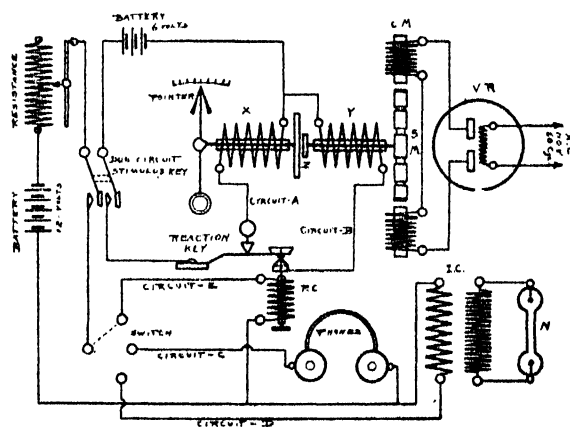 BATTERY
6 VOLTS
C M
RESISTANCE
POINTER
X
Y
V R
S
M
DUO CIRCUIT
STIMULUS KEY
BATTERY
12-VOLTS
CIRCUIT-A
CIRCUIT-B
REACTION
KEY
I.C.
CIRCUIT-E
R.C
PHONES
N
SWITCH
CIRCUIT-C
CIRCUIT-D